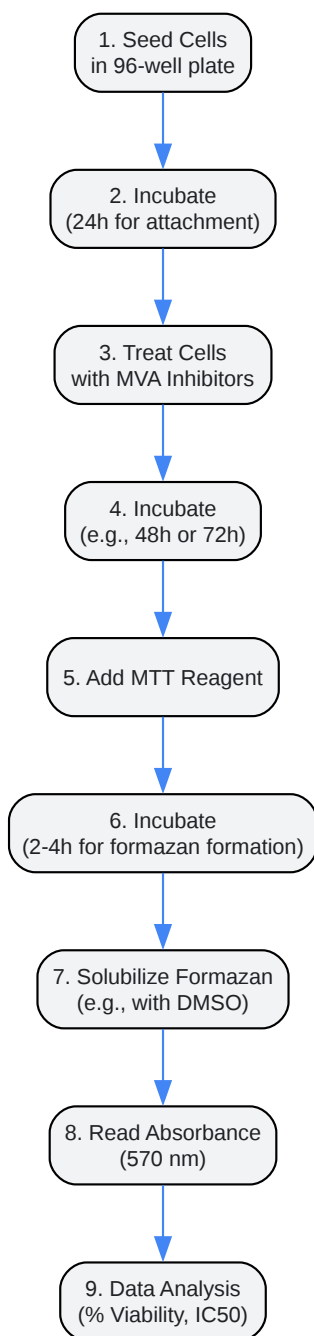 1. Seed Cells
in 96-well plate
2. Incubate
(24h for attachment)
3. Treat Cells
with MVA Inhibitors
4. Incubate
(e.g., 48h or 72h)
5. Add MTT Reagent
6. Incubate
(2-4h for formazan formation)
7. Solubilize Formazan
(e.g., with DMSO)
8. Read Absorbance
(570 nm)
9. Data Analysis
(% Viability, IC50)